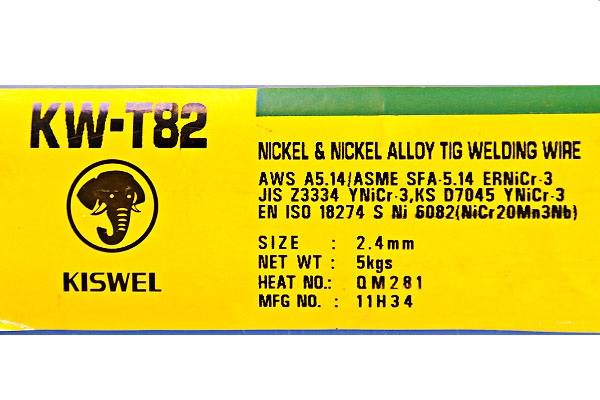 KW-T82
KISWEL
NICKEL & NICKEL ALLOY TIG WELDING WIRE
AWS A5.14/ASME SFA-5.14 ERNiCr-3
JIS Z3334 YNiCr-3,KS D7045 YNiCr-3
EN ISO 18274 S Ni 6082(NiCr20Mn3Nb)
SIZE : 2.4mm
NET WT : 5kgs
HEAT NO.: QM281
MFG NO. : 11H34